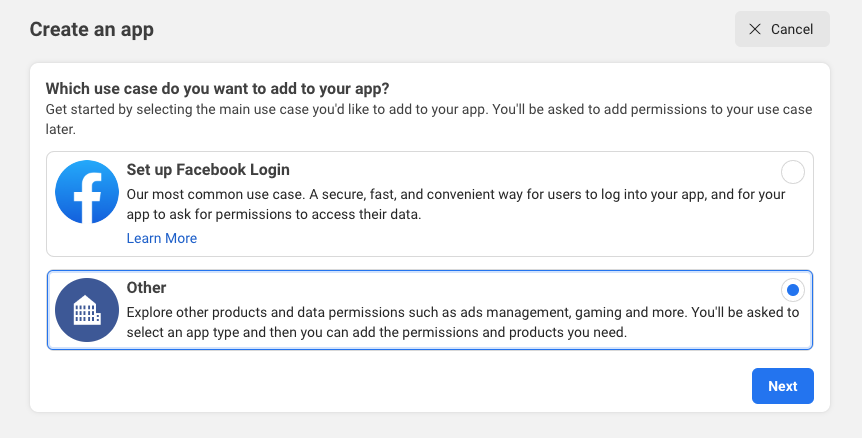 Create an app
Cancel
Which use case do you want to add to your app?
Get started by selecting the main use case you'd like to add to your app. You'll be asked to add permissions to your use case
later.
Set up Facebook Login
Our most common use case. A secure, fast, and convenient way for users to log into your app, and for your
app to ask for permissions to access their data.
Learn More
Other
Explore other products and data permissions such as ads management, gaming and more. You'll be asked to
select an app type and then you can add the permissions and products you need.
Next